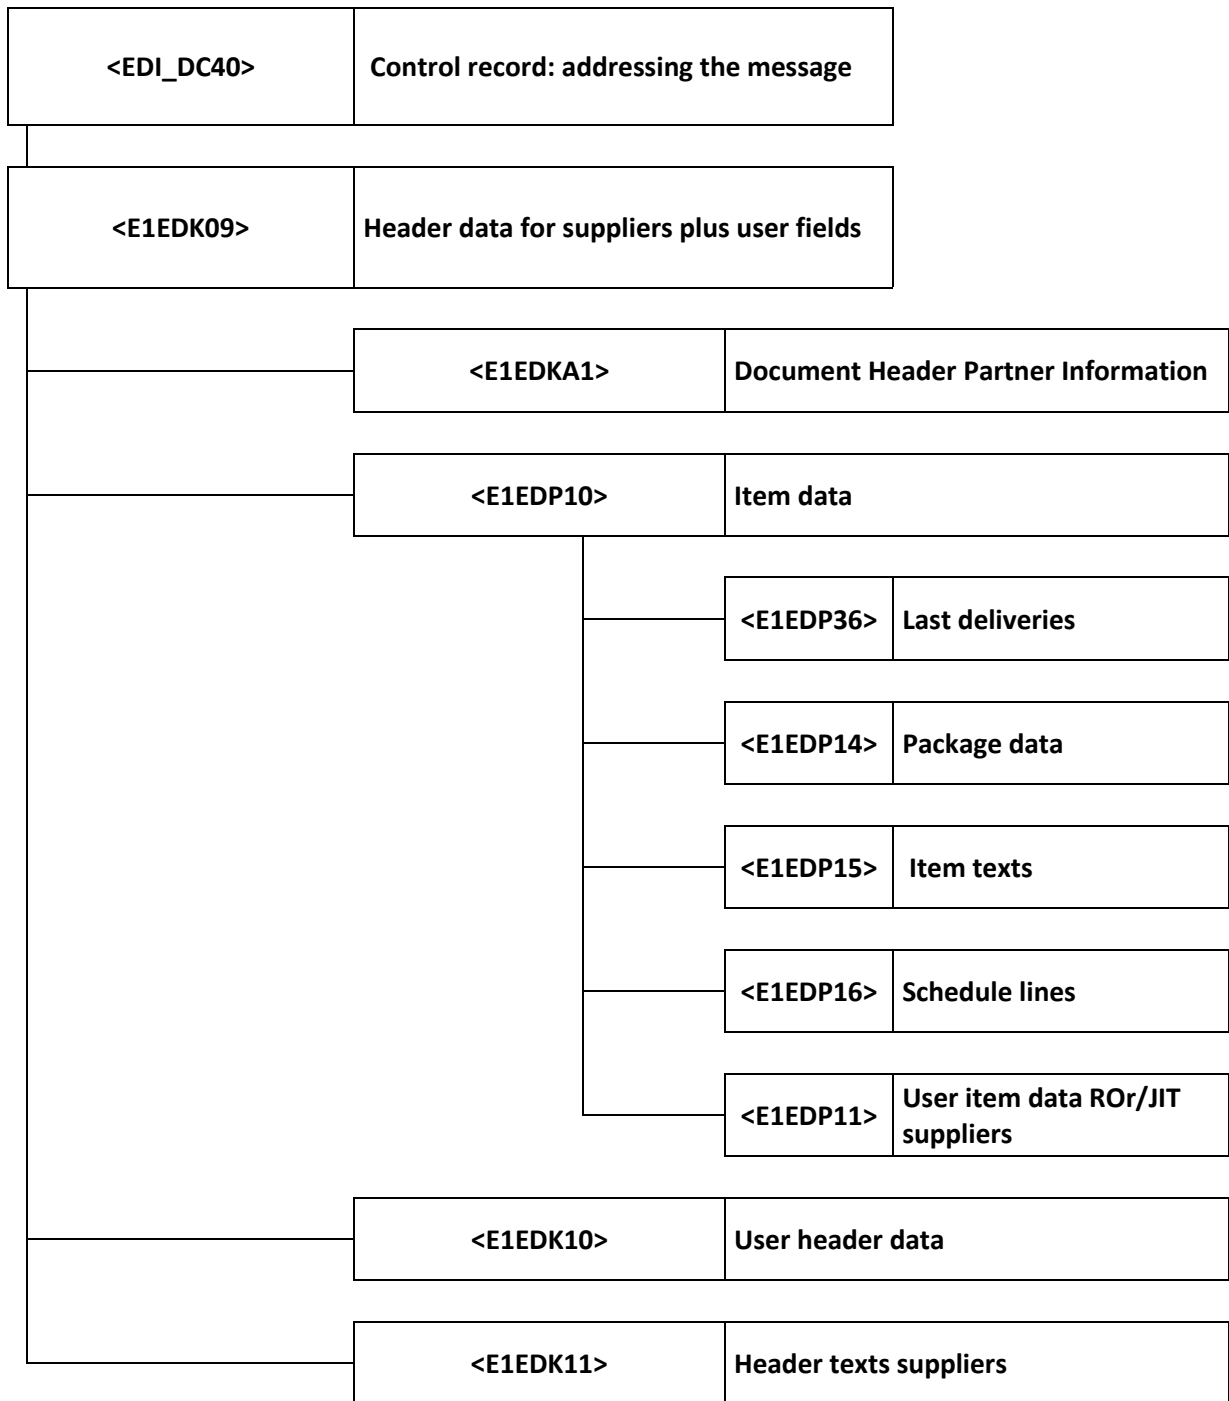 <EDI_DC40> Control record: addressing the message
<E1EDK09> Header data for suppliers plus user fields
<E1EDKA1> Document Header Partner Information
<E1EDP10> Item data
<E1EDP36> Last deliveries
<E1EDP14> Package data
<E1EDP15> Item texts
<E1EDP16> Schedule lines
<E1EDP11> User item data ROr/JIT
suppliers
<E1EDK10> User header data
<E1EDK11> Header texts suppliers